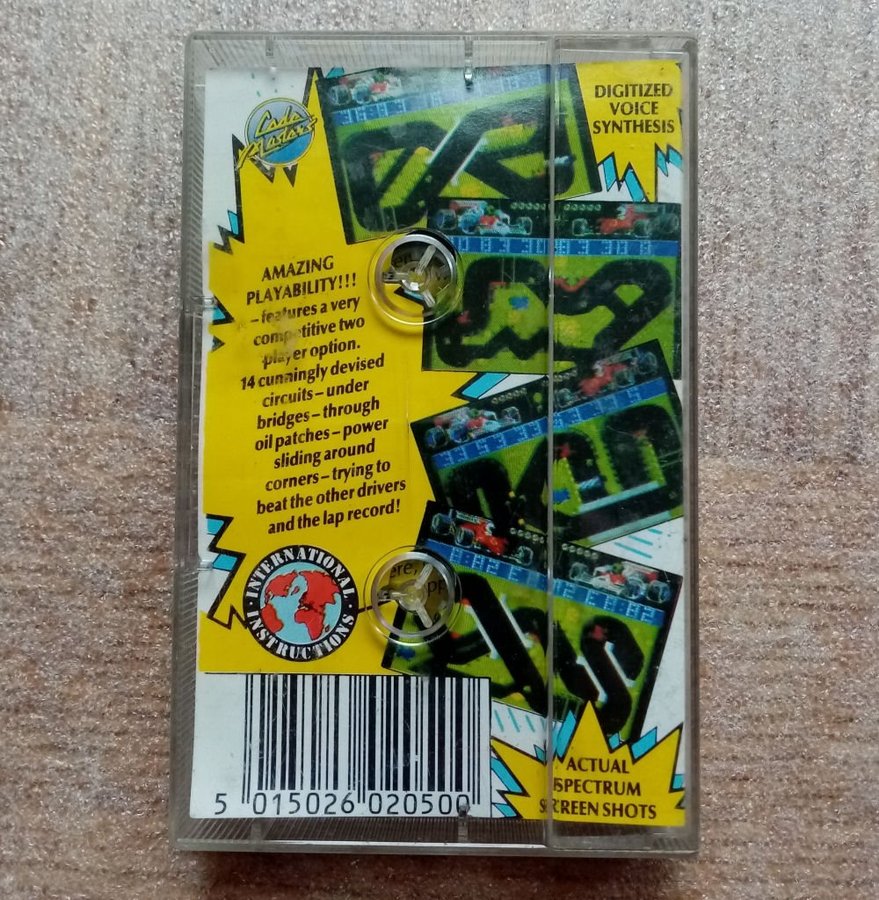 Code
Masters
DIGITIZED
VOICE
SYNTHESIS
AMAZING
PLAYABILITY!!!
– features a very
competitive two
player option.
14 cunningly devised
circuits – under
bridges – through
oil patches – power
sliding around
corners – trying to
beat the other drivers
and the lap record!
INTERNATIONAL
INSTRUCTIONS
5 015026 020500
ACTUAL
SPECTRUM
SCREEN SHOTS